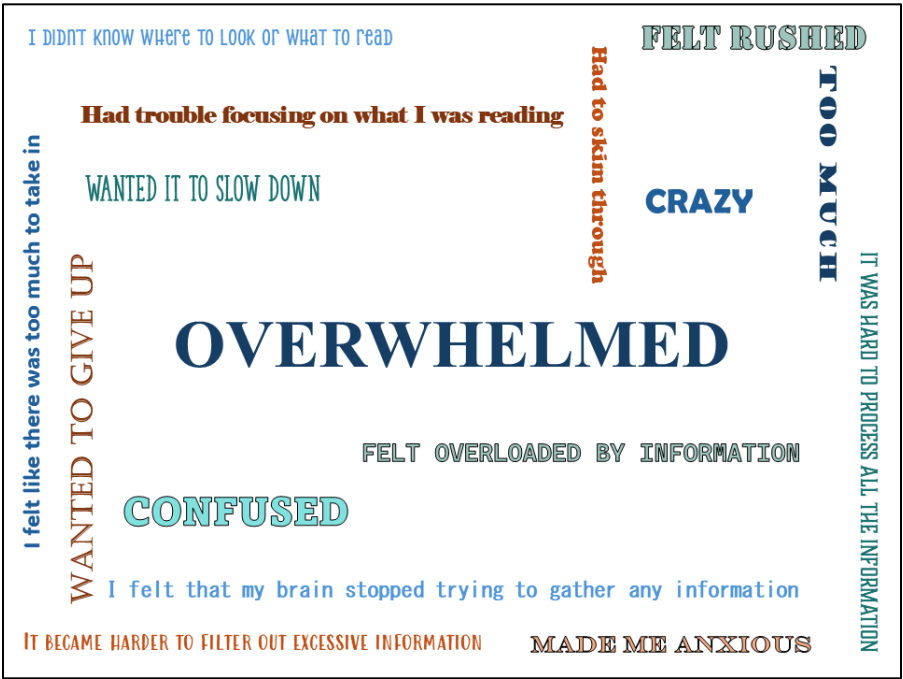 I DIDN'T KNOW WHERE TO LOOK OR WHAT TO READ
FELT RUSHED
Had to skim through
TOO MUCH
Had trouble focusing on what I was reading
I felt like there was too much to take in
WANTED IT TO SLOW DOWN
CRAZY
WANTED TO GIVE UP
IT WAS HARD TO PROCESS ALL THE INFORMATION
OVERWHELMED
FELT OVERLOADED BY INFORMATION
CONFUSED
I felt that my brain stopped trying to gather any information
IT BECAME HARDER TO FILTER OUT EXCESSIVE INFORMATION
MADE ME ANXIOUS